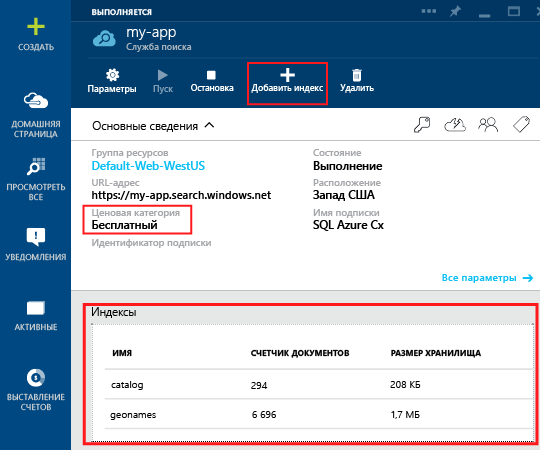 СОЗДАТЬ
ДОМАШНЯЯ
СТРАНИЦА
ПРОСМОТРЕТЬ
ВСЕ
УВЕДОМЛЕНИЯ
АКТИВНЫЕ
ВЫСТАВЛЕНИЕ
СЧЕТОВ
ВЫПОЛНЯЕТСЯ
my-app
Служба поиска
Параметры Пуск Остановка Добавить индекс Удалить
Основные сведения
Группа ресурсов Состояние
Default-Web-WestUS Выполнение
URL-адрес Расположение
https://my-app.search.windows.net Запад США
Ценовая категория Имя подписки
Бесплатный SQL Azure Cx
Идентификатор подписки
Все параметры →
Индексы
ИМЯ СЧЕТЧИК ДОКУМЕНТОВ РАЗМЕР ХРАНИЛИЩА
catalog 294 208 КБ
geonames 6 696 1,7 МБ